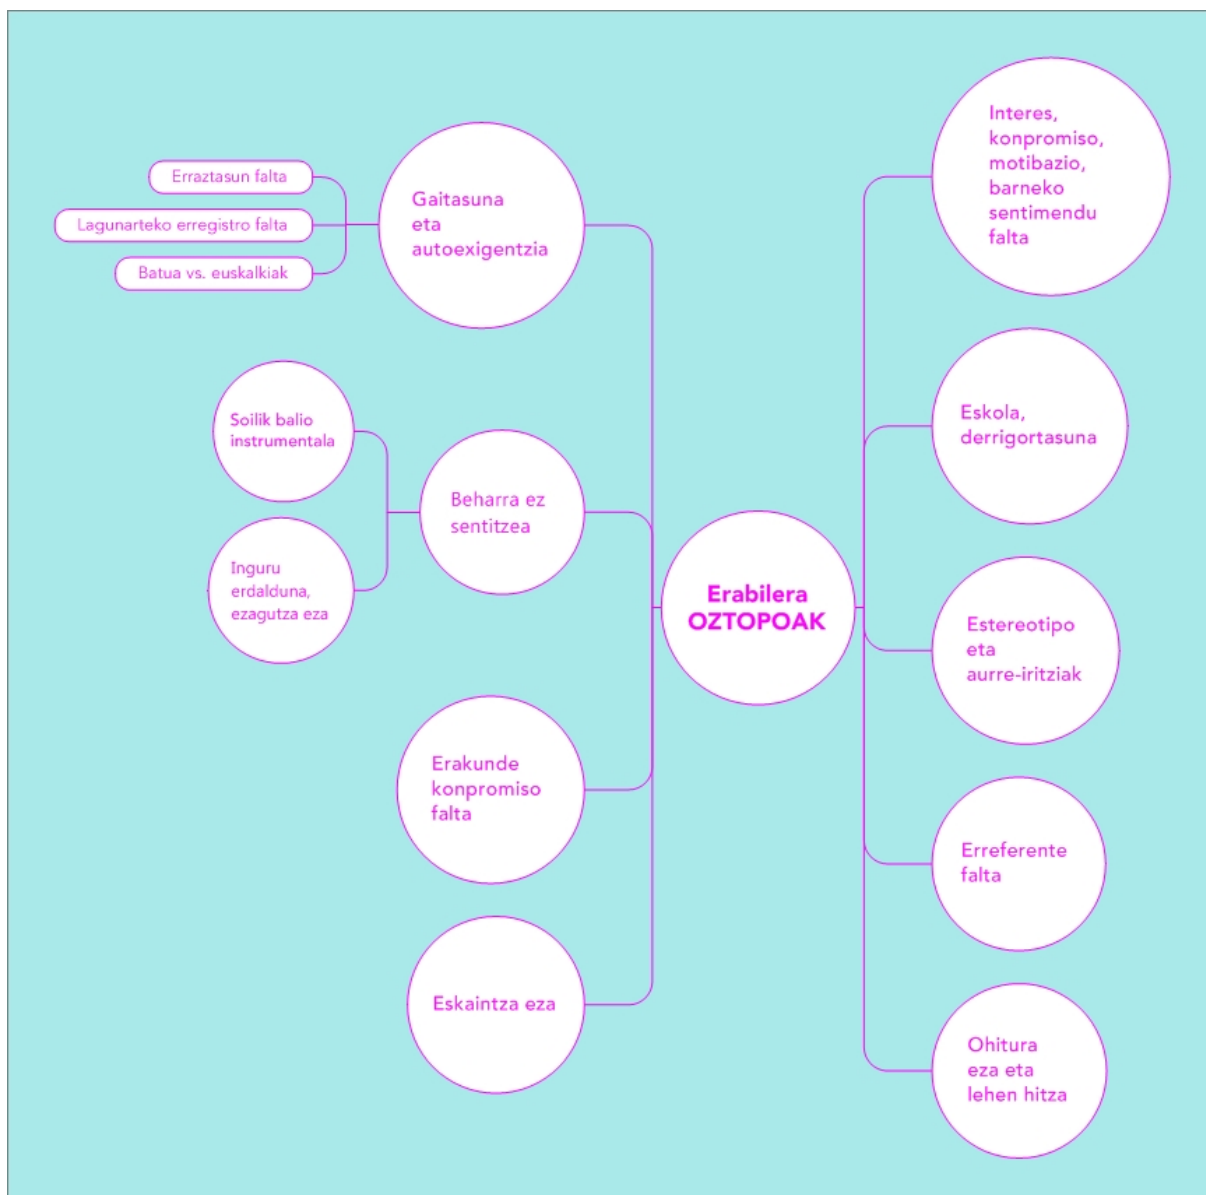 Erraztasun falta
Lagunarteko erregistro falta
Batua vs. euskalkiak
Gaitasuna
eta
autoexigentzia
Soilik balio
instrumentala
Inguru
erdalduna,
ezagutza eza
Beharra ez
sentitzea
Erakunde
konpromiso
falta
Eskaintza eza
Erabilera
OZTOPOAK
Interes,
konpromiso,
motibazio,
barneko
sentimendu
falta
Eskola,
derrigortasuna
Estereotipo
eta
aurre-iritziak
Erreferente
falta
Ohitura
eza eta
lehen hitza